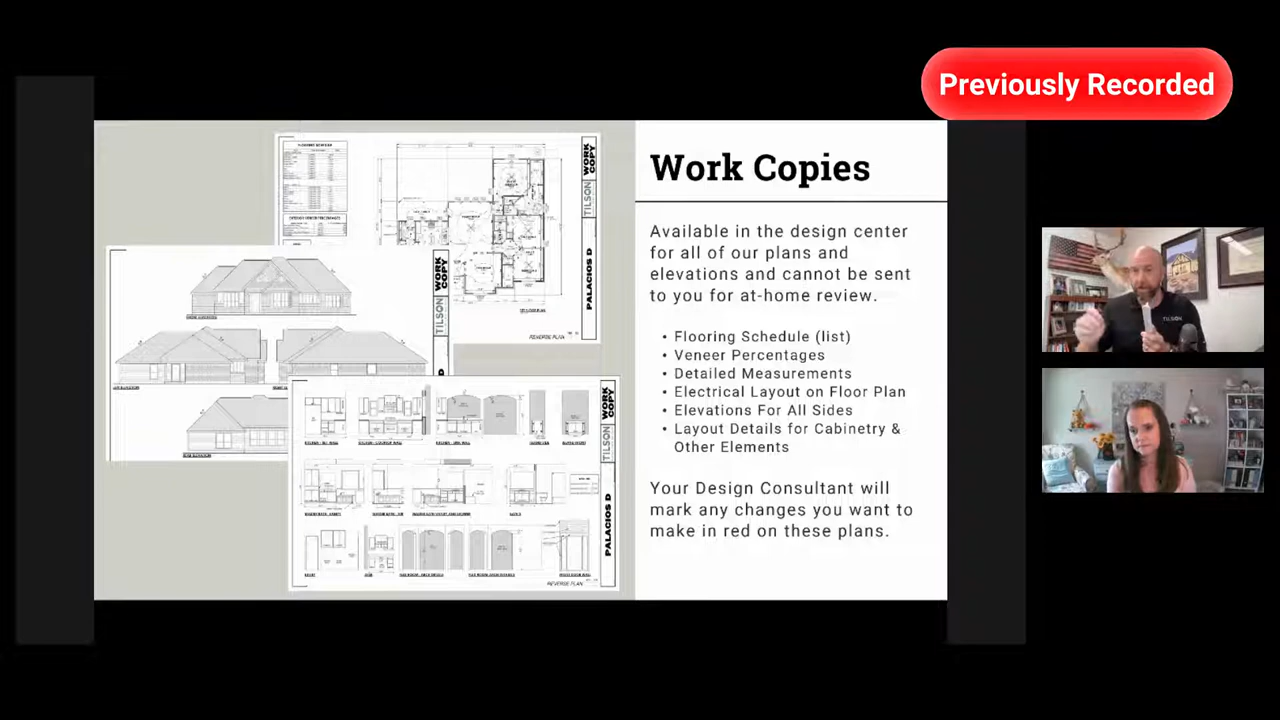 Previously Recorded
WORK COPY
TILSON
PALACIOS D
REVERSE PLAN
WORK COPY
TILSON
WORK COPY
TILSON
PALACIOS D
REVERSE PLAN
Work Copies
Available in the design center
for all of our plans and
elevations and cannot be sent
to you for at-home review.
• Flooring Schedule (list)
• Veneer Percentages
• Detailed Measurements
• Electrical Layout on Floor Plan
• Elevations For All Sides
• Layout Details for Cabinetry &
Other Elements
Your Design Consultant will
mark any changes you want to
make in red on these plans.
TILSON